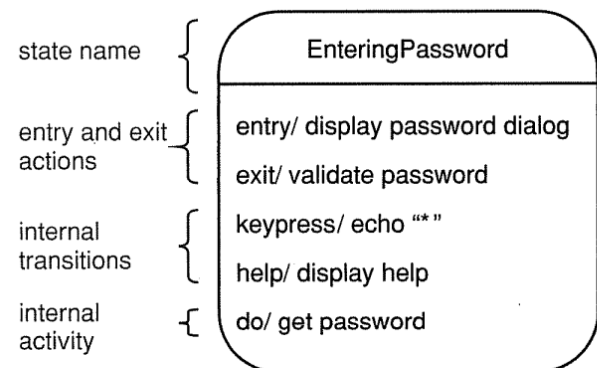 state name
EnteringPassword
entry and exit
actions
entry/ display password dialog
exit/ validate password
internal
transitions
keypress/ echo “*”
help/ display help
internal
activity
do/ get password